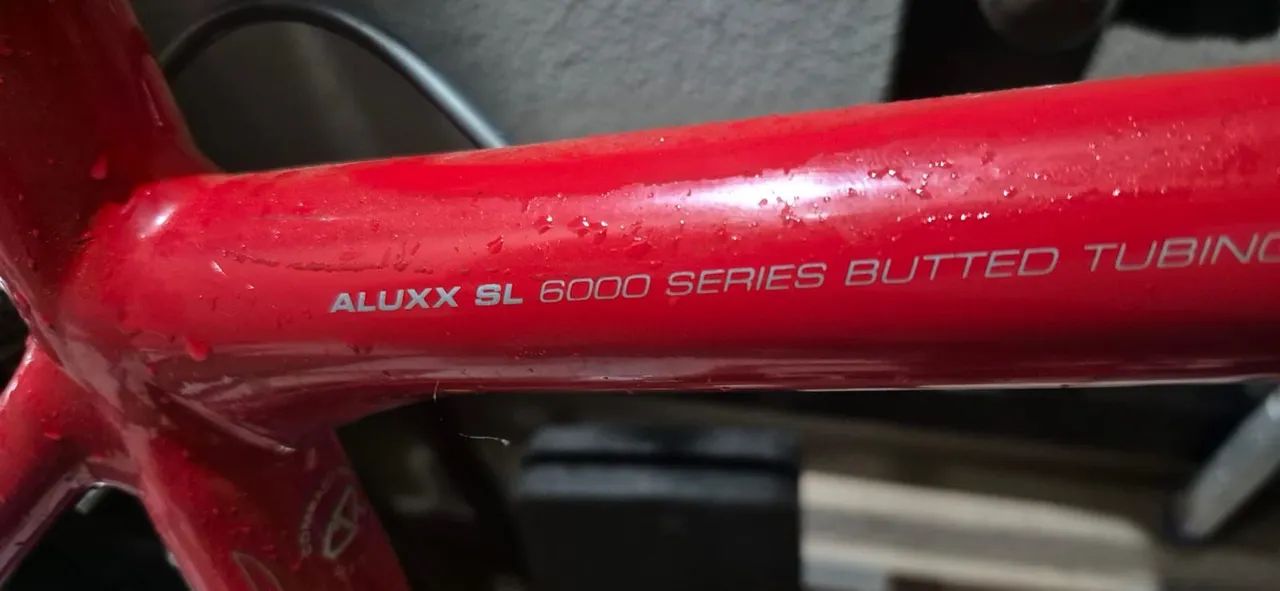 ALUXX SL 6000 SERIES BUTTED TUBING